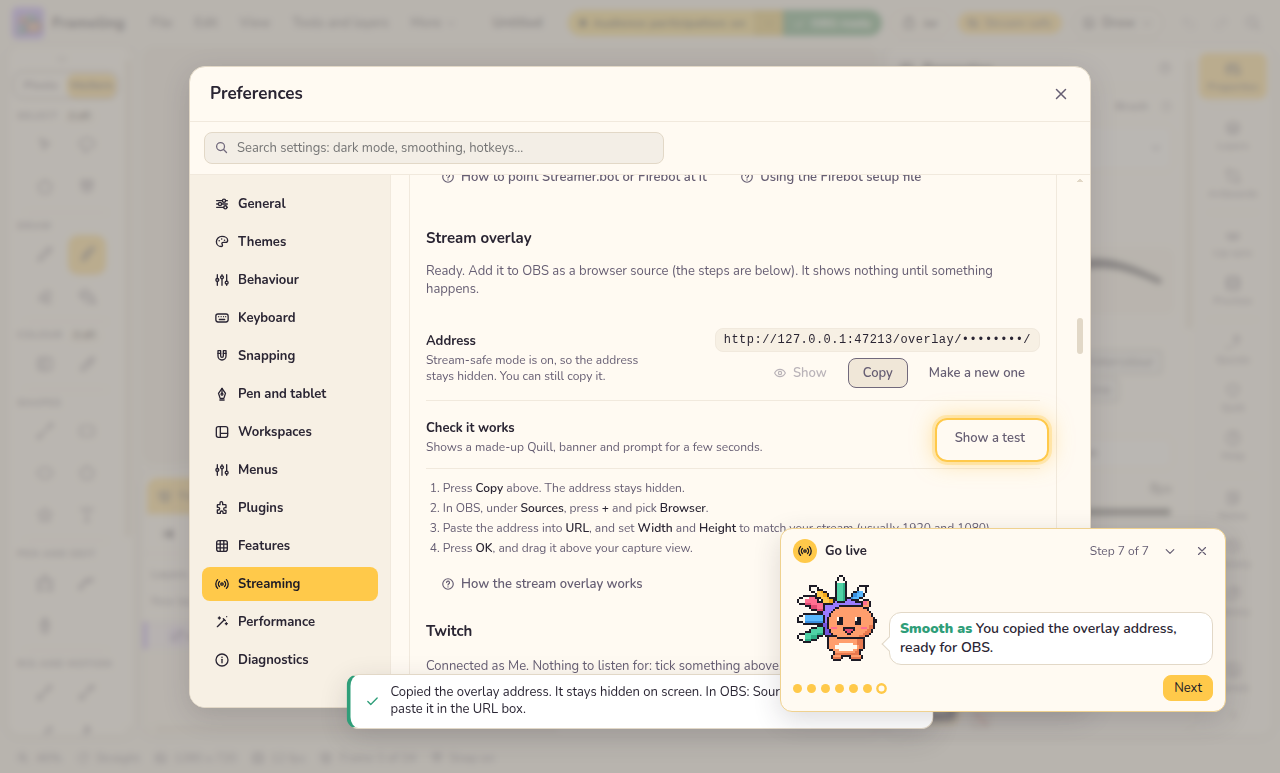 Preferences
Search settings: dark mode, smoothing, hotkeys...
General
Themes
Behaviour
Keyboard
Snapping
Pen and tablet
Workspaces
Menus
Plugins
Features
Streaming
Performance
Diagnostics
How to point Streamer.bot or Firebot at it
Using the Firebot setup file
Stream overlay
Ready. Add it to OBS as a browser source (the steps are below). It shows nothing until something
happens.
Address
http://127.0.0.1:47213/overlay/••••••••/
Stream-safe mode is on, so the address
stays hidden. You can still copy it.
Show
Copy
Make a new one
Check it works
Shows a made-up Quill, banner and prompt for a few seconds.
Show a test
1. Press Copy above. The address stays hidden.
2. In OBS, under Sources, press + and pick Browser.
3. Paste the address into URL, and set Width and Height to match your stream (usually 1920 and 1080).
4. Press OK, and drag it above your capture view.
How the stream overlay works
Twitch
Connected as Me. Nothing to listen for: tick something above
Copied the overlay address. It stays hidden on screen. In OBS:
paste it in the URL box.
Go live
Step 7 of 7
Smooth as You copied the overlay address,
ready for OBS.
Next